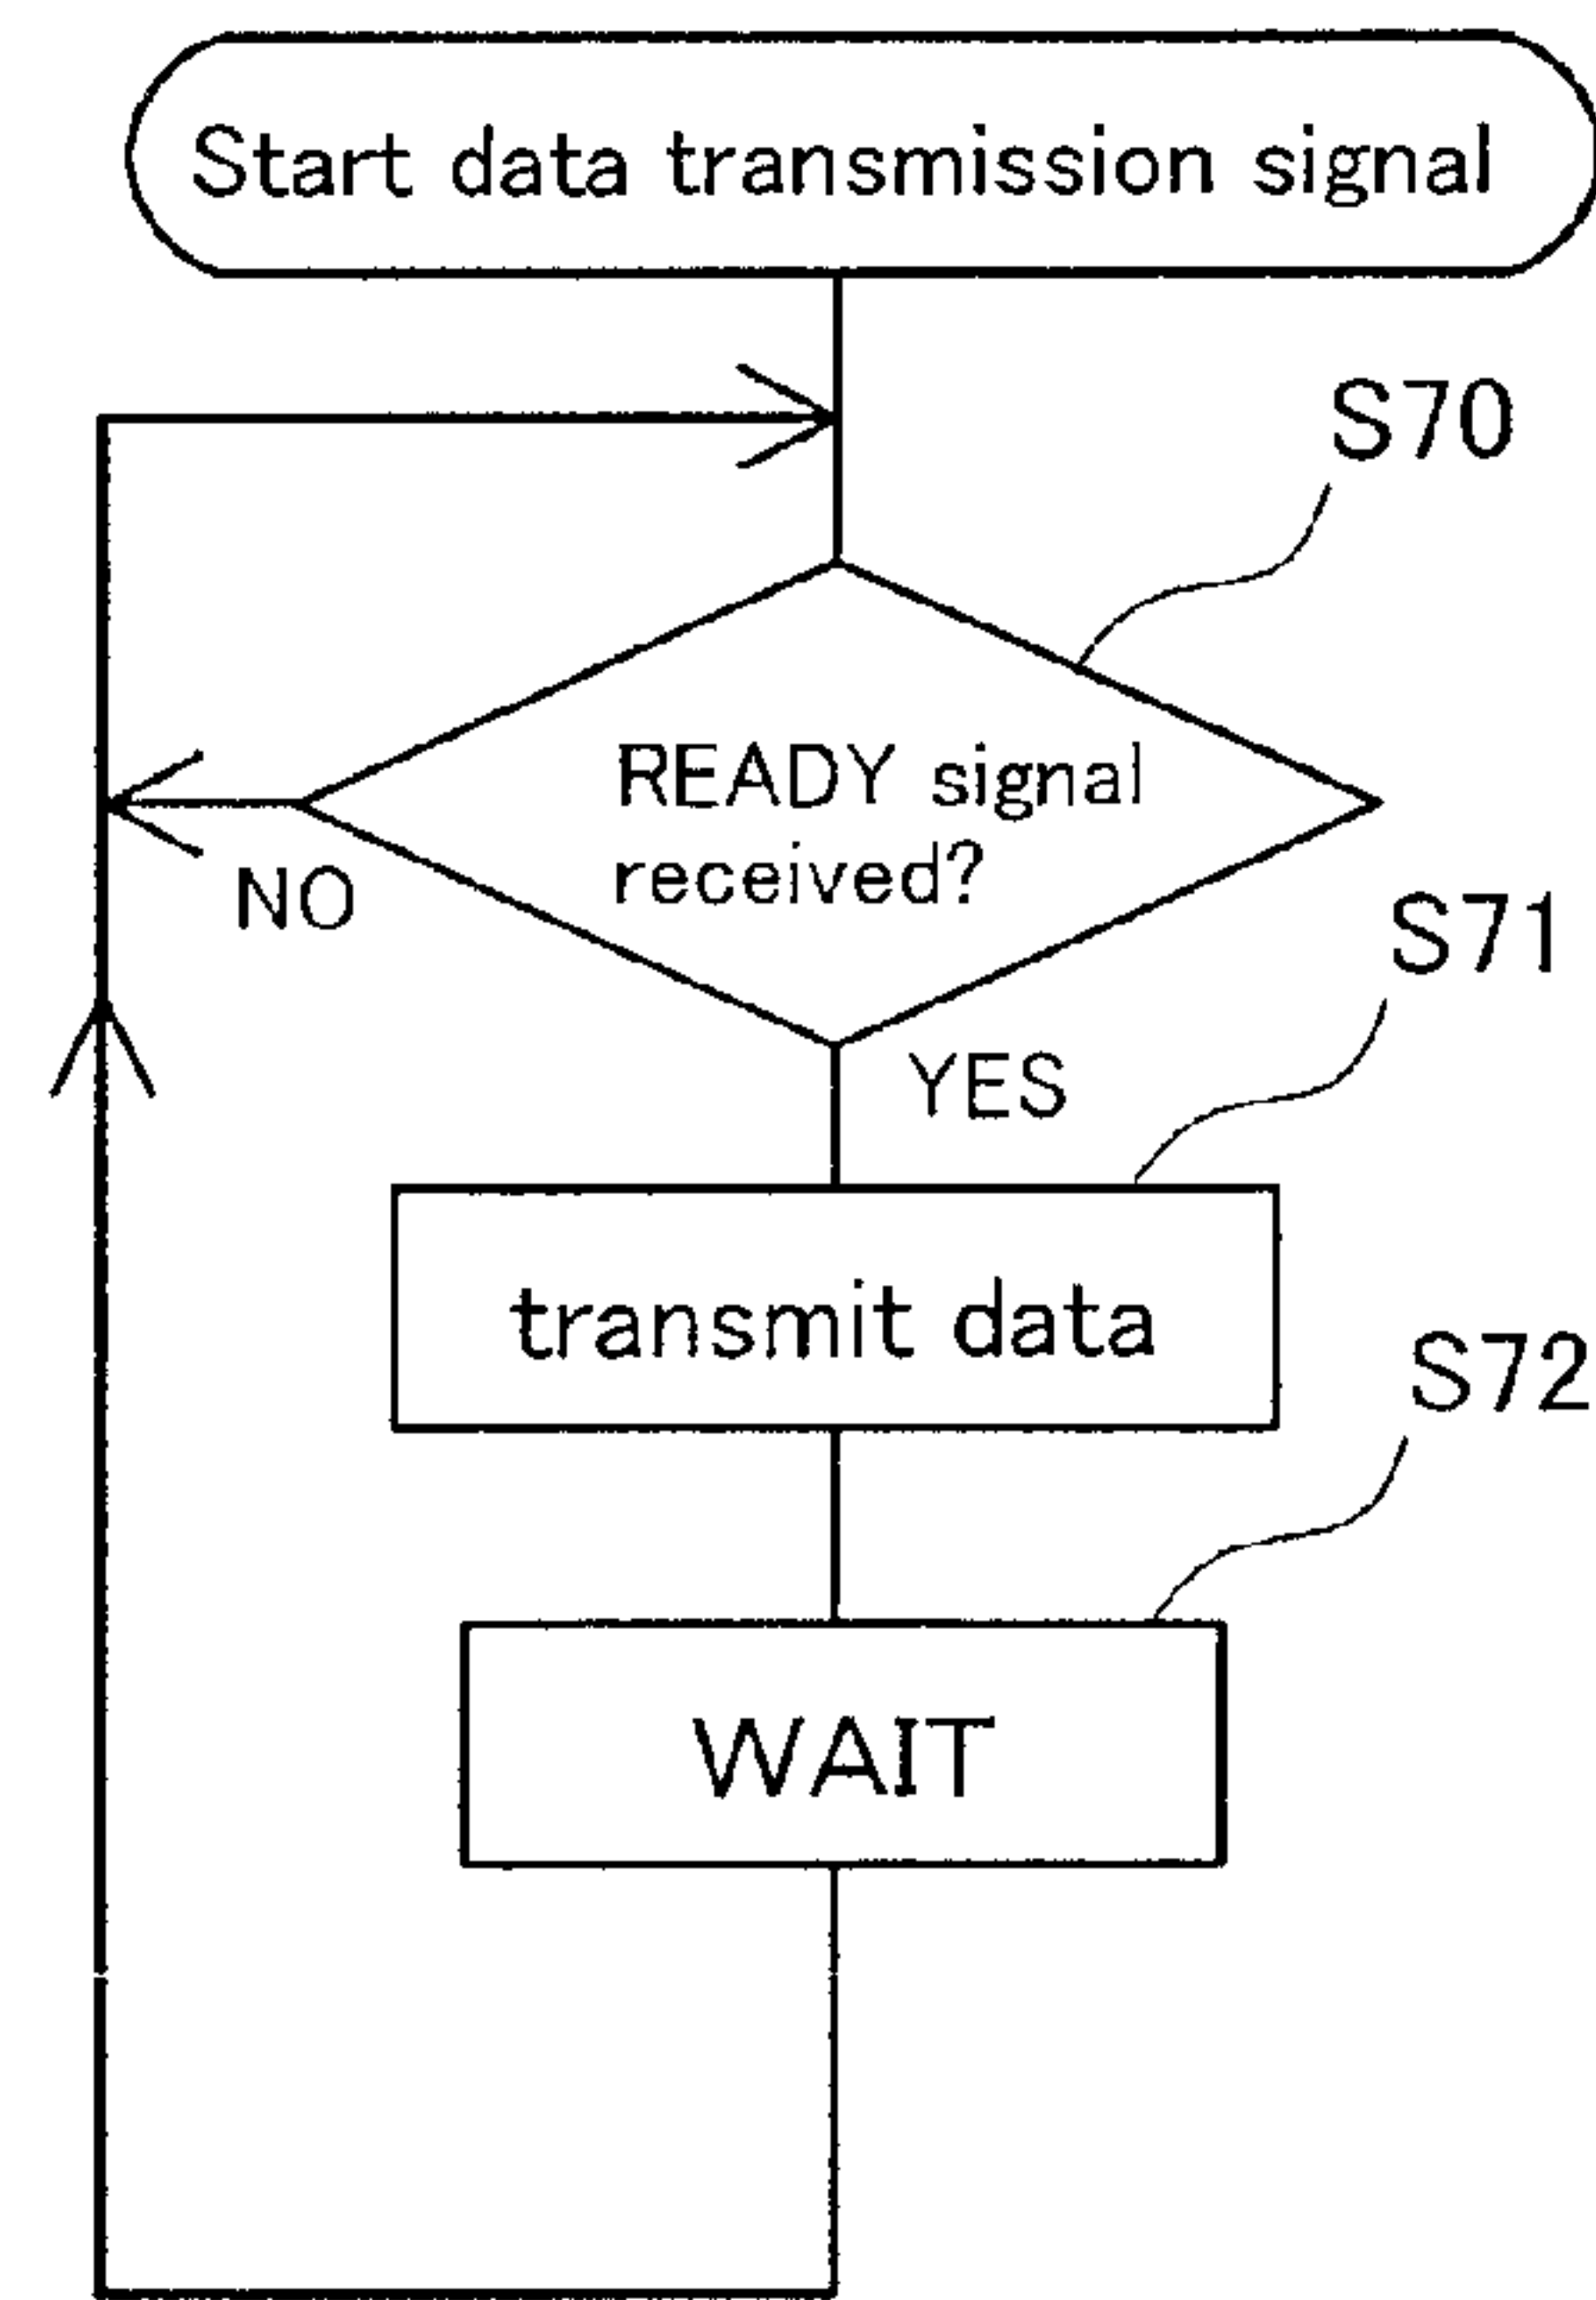 Start data transmission signal
S70
READY signal
received?
NO
S71
YES
transmit data
S72
WAIT